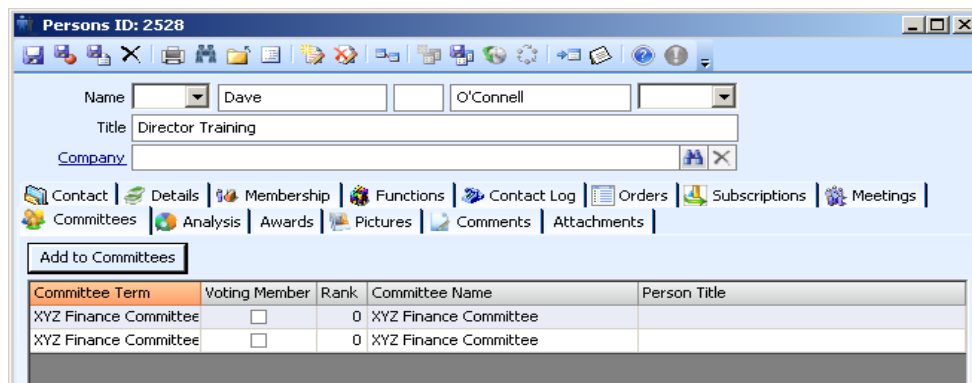 Persons ID: 2528
Name Dave O'Connell
Title Director Training
Company
Contact Details Membership Functions Contact Log Orders Subscriptions Meetings
Committees Analysis Awards Pictures Comments Attachments
Add to Committees
Committee Term Voting Member Rank Committee Name Person Title
XYZ Finance Committee 0 XYZ Finance Committee
XYZ Finance Committee 0 XYZ Finance Committee